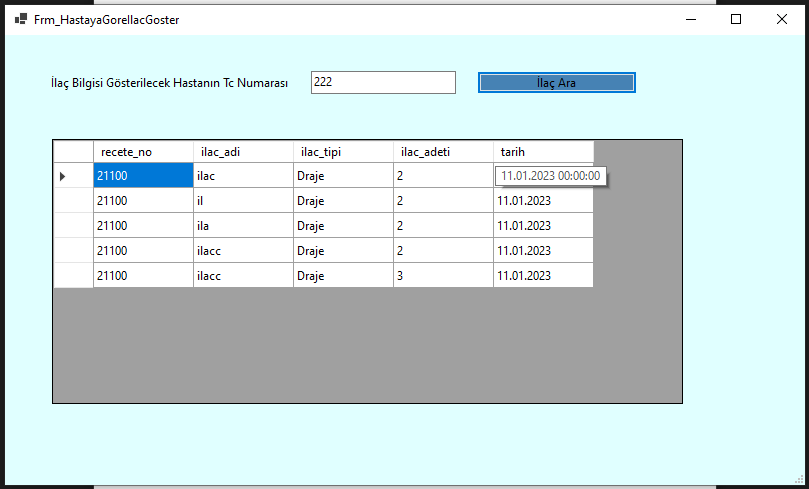 Frm_HastayaGoreIlacGoster
İlaç Bilgisi Gösterilecek Hastanın Tc Numarası 222 İlaç Ara
recete_no ilac_adi ilac_tipi ilac_adeti tarih
21100 ilac Draje 2 11.01.2023 00:00:00
21100 il Draje 2 11.01.2023
21100 ila Draje 2 11.01.2023
21100 ilacc Draje 2 11.01.2023
21100 ilacc Draje 3 11.01.2023